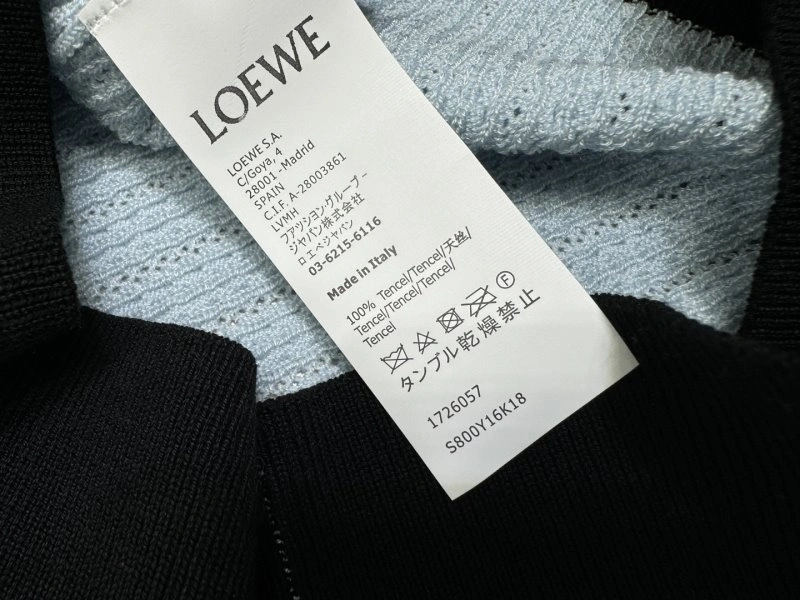 LOEWE
LOEWE S.A.
C/Goya, 4
28001 - Madrid
SPAIN
C.I.F. A-28003861
LVMH
ファッション・グループ-
ジャパン株式会社
ロエベジャパン
03-6215-6116
Made in Italy
100% Tencel/Tencel/天丝/
Tencel/Tencel/Tencel/
Tencel
F
タンブル乾燥禁止
1726057
S800Y16K18